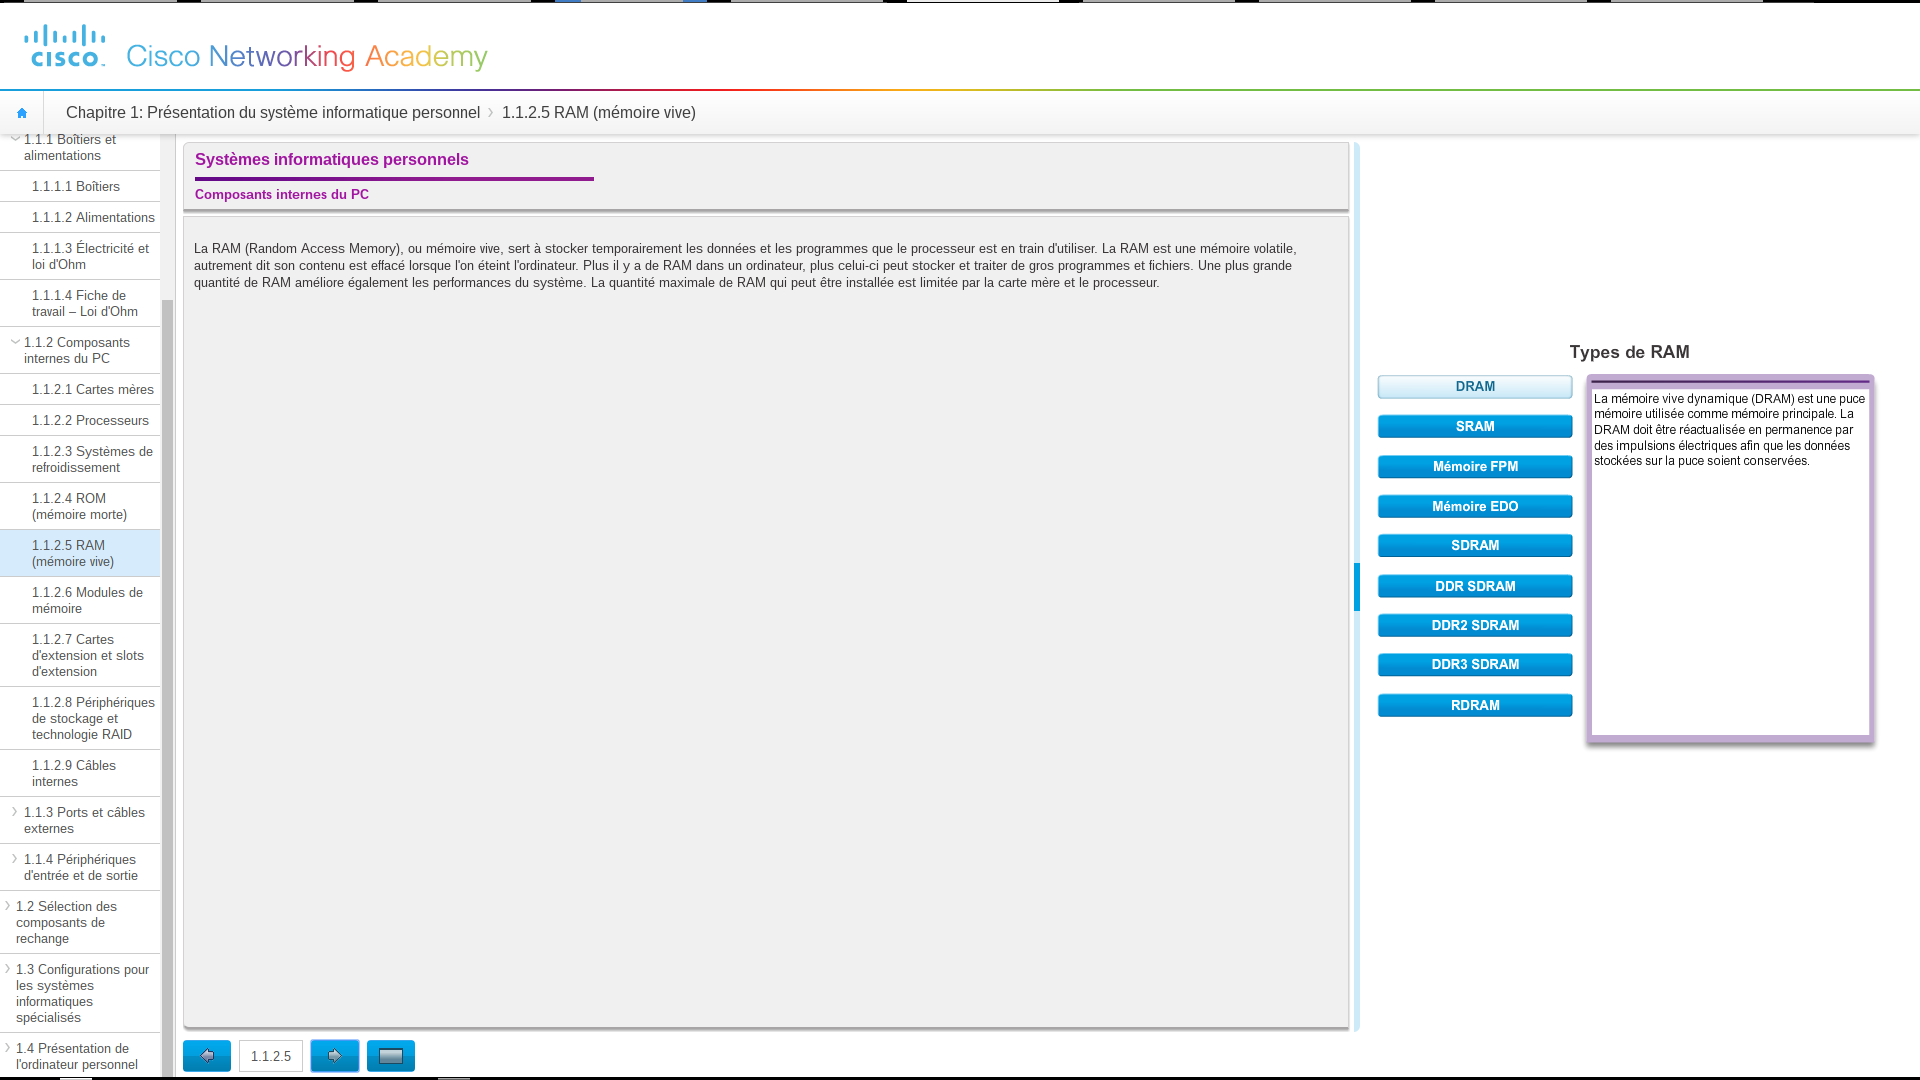 cisco™
Cisco Networking Academy
Chapitre 1: Présentation du système informatique personnel
1.1.2.5 RAM (mémoire vive)
1.1.1 Boîtiers et
alimentations
1.1.1.1 Boîtiers
1.1.1.2 Alimentations
1.1.1.3 Électricité et
loi d'Ohm
1.1.1.4 Fiche de
travail – Loi d'Ohm
1.1.2 Composants
internes du PC
1.1.2.1 Cartes mères
1.1.2.2 Processeurs
1.1.2.3 Systèmes de
refroidissement
1.1.2.4 ROM
(mémoire morte)
1.1.2.5 RAM
(mémoire vive)
1.1.2.6 Modules de
mémoire
1.1.2.7 Cartes
d'extension et slots
d'extension
1.1.2.8 Périphériques
de stockage et
technologie RAID
1.1.2.9 Câbles
internes
1.1.3 Ports et câbles
externes
1.1.4 Périphériques
d'entrée et de sortie
1.2 Sélection des
composants de
rechange
1.3 Configurations pour
les systèmes
informatiques
spécialisés
1.4 Présentation de
l'ordinateur personnel
Systèmes informatiques personnels
Composants internes du PC
La RAM (Random Access Memory), ou mémoire vive, sert à stocker temporairement les données et les programmes que le processeur est en train d'utiliser. La RAM est une mémoire volatile,
autrement dit son contenu est effacé lorsque l'on éteint l'ordinateur. Plus il y a de RAM dans un ordinateur, plus celui-ci peut stocker et traiter de gros programmes et fichiers. Une plus grande
quantité de RAM améliore également les performances du système. La quantité maximale de RAM qui peut être installée est limitée par la carte mère et le processeur.
1.1.2.5
Types de RAM
DRAM
SRAM
Mémoire FPM
Mémoire EDO
SDRAM
DDR SDRAM
DDR2 SDRAM
DDR3 SDRAM
RDRAM
La mémoire vive dynamique (DRAM) est une puce
mémoire utilisée comme mémoire principale. La
DRAM doit être réactualisée en permanence par
des impulsions électriques afin que les données
stockées sur la puce soient conservées.